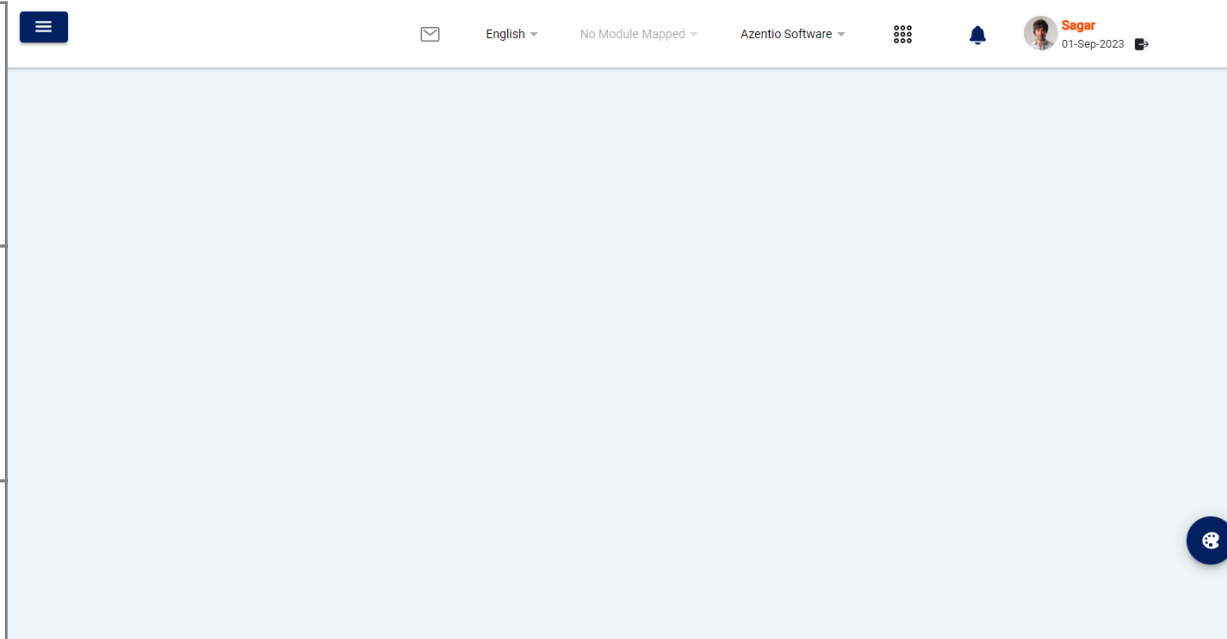 English
No Module Mapped
Azentio Software
Sagar
01-Sep-2023